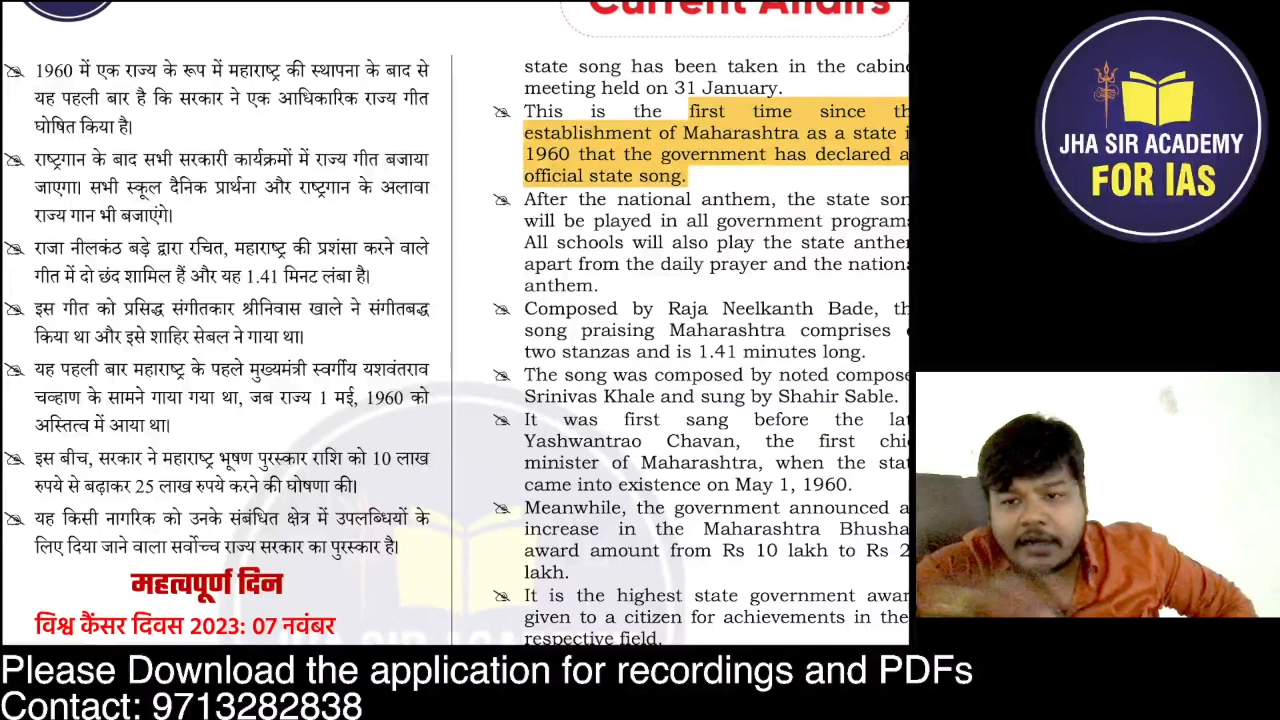 Current Affairs
1960 में एक राज्य के रूप में महाराष्ट्र की स्थापना के बाद से
यह पहली बार है कि सरकार ने एक आधिकारिक राज्य गीत
घोषित किया है।
राष्ट्रगान के बाद सभी सरकारी कार्यक्रमों में राज्य गीत बजाया
जाएगा। सभी स्कूल दैनिक प्रार्थना और राष्ट्रगान के अलावा
राज्य गान भी बजाएंगे।
राजा नीलकंठ बड़े द्वारा रचित, महाराष्ट्र की प्रशंसा करने वाले
गीत में दो छंद शामिल हैं और यह 1.41 मिनट लंबा है।
इस गीत को प्रसिद्ध संगीतकार श्रीनिवास खाले ने संगीतबद्ध
किया था और इसे शाहिर सेबल ने गाया था।
यह पहली बार महाराष्ट्र के पहले मुख्यमंत्री स्वर्गीय यशवंतराव
चव्हाण के सामने गाया गया था, जब राज्य 1 मई, 1960 को
अस्तित्व में आया था।
इस बीच, सरकार ने महाराष्ट्र भूषण पुरस्कार राशि को 10 लाख
रुपये से बढ़ाकर 25 लाख रुपये करने की घोषणा की।
यह किसी नागरिक को उनके संबंधित क्षेत्र में उपलब्धियों के
लिए दिया जाने वाला सर्वोच्च राज्य सरकार का पुरस्कार है।
महत्वपूर्ण दिन
विश्व कैंसर दिवस 2023: 07 नवंबर
state song has been taken in the cabine
meeting held on 31 January.
This is the first time since th
establishment of Maharashtra as a state i
1960 that the government has declared a
official state song.
After the national anthem, the state son
will be played in all government programs
All schools will also play the state anthe
apart from the daily prayer and the nationa
anthem.
Composed by Raja Neelkanth Bade, th
song praising Maharashtra comprises
two stanzas and is 1.41 minutes long.
The song was composed by noted compose
Srinivas Khale and sung by Shahir Sable.
It was first sang before the lat
Yashwantrao Chavan, the first chi
minister of Maharashtra, when the stat
came into existence on May 1, 1960.
Meanwhile, the government announced a
increase in the Maharashtra Bhusha
award amount from Rs 10 lakh to Rs 2
lakh.
It is the highest state government awar
given to a citizen for achievements in the
respective field.
JHA SIR ACADEMY
FOR IAS
JHA SIR ACA
Please Download the application for recordings and PDFs
Contact: 9713282838